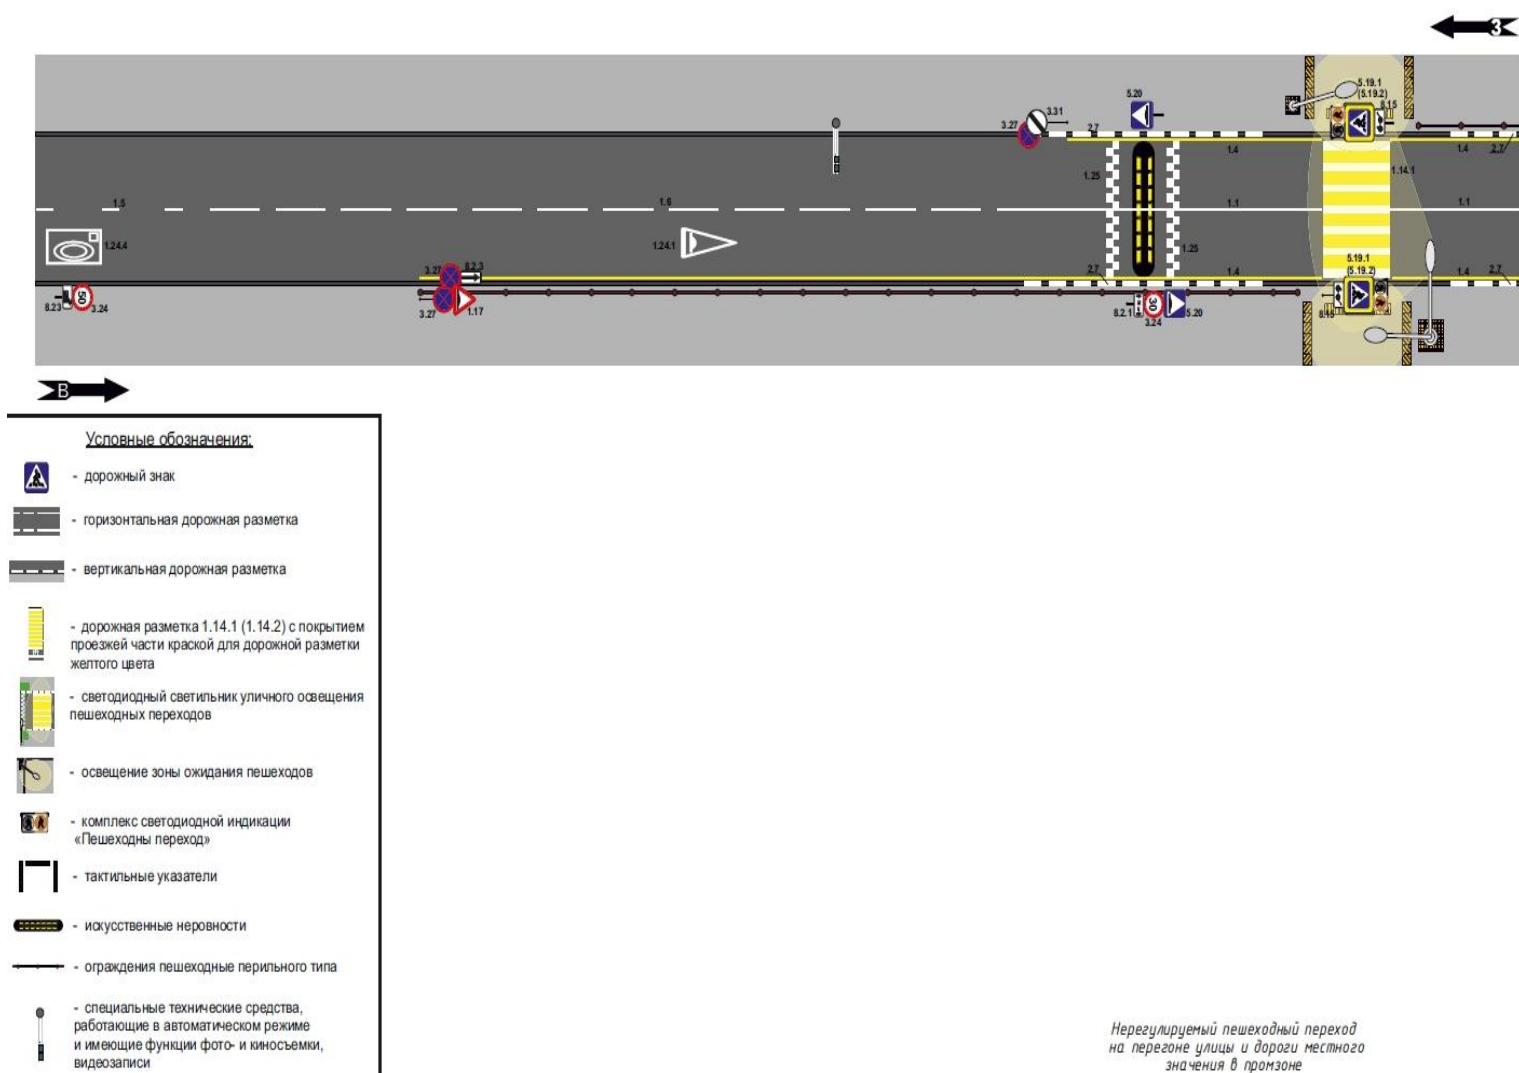 З
5.19.1
(5.19.2)
8.15
5.20
3.31
3.27
2.7
1.4
1.4
2.7
1.25
1.14.1
1.5
1.6
1.1
1.1
1.24.4
1.24.1
1.25
3.27
8.2.3
2.7
1.4
5.19.1
(5.19.2)
1.4
2.7
8.23
50
3.24
3.27
1.17
8.2.1
30
3.24
5.20
8.15
В
Условные обозначения:
- дорожный знак
- горизонтальная дорожная разметка
- вертикальная дорожная разметка
- дорожная разметка 1.14.1 (1.14.2) с покрытием
проезжей части краской для дорожной разметки
желтого цвета
- светодиодный светильник уличного освещения
пешеходных переходов
- освещение зоны ожидания пешеходов
- комплекс светодиодной индикации
«Пешеходны переход»
- тактильные указатели
- искусственные неровности
- ограждения пешеходные перильного типа
- специальные технические средства,
работающие в автоматическом режиме
и имеющие функции фото- и киносъемки,
видеозаписи
Нерегулируемый пешеходный переход
на перегоне улицы и дороги местного
значения в промзоне